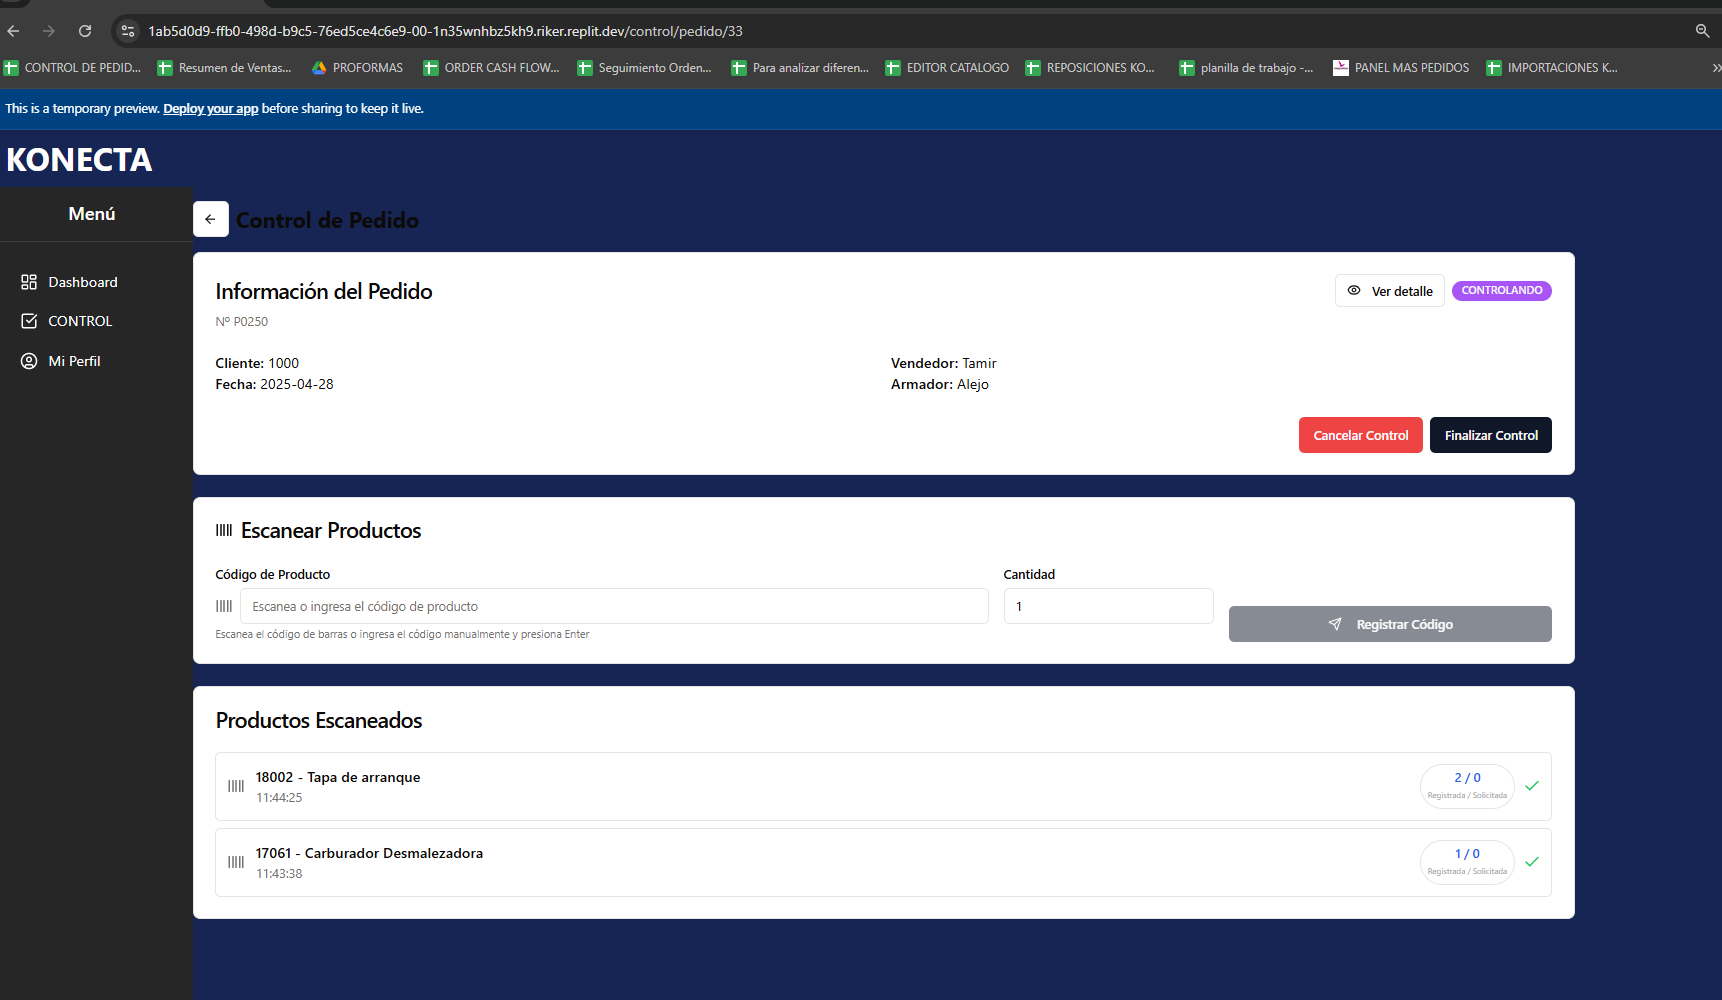 1ab5d0d9-ffb0-498d-b9c5-76ed5ce4c6e9-00-1n35wnhbz5kh9.riker.replit.dev/control/pedido/33
CONTROL DE PEDID... Resumen de Ventas... PROFORMAS ORDER CASH FLOW... Seguimiento Orden... Para analizar diferen... EDITOR CATALOGO REPOSICIONES KO... planilla de trabajo -... PANEL MAS PEDIDOS IMPORTACIONES K...
This is a temporary preview. Deploy your app before sharing to keep it live.
KONECTA
Menú
Dashboard
CONTROL
Mi Perfil
Control de Pedido
Información del Pedido
Ver detalle
CONTROLANDO
Nº P0250
Cliente: 1000
Vendedor: Tamir
Fecha: 2025-04-28
Armador: Alejo
Cancelar Control
Finalizar Control
Escanear Productos
Código de Producto
Cantidad
Escanea o ingresa el código de producto
1
Registrar Código
Escanea el código de barras o ingresa el código manualmente y presiona Enter
Productos Escaneados
18002 - Tapa de arranque
11:44:25
2 / 0
Registrada / Solicitada
17061 - Carburador Desmalezadora
11:43:38
1 / 0
Registrada / Solicitada